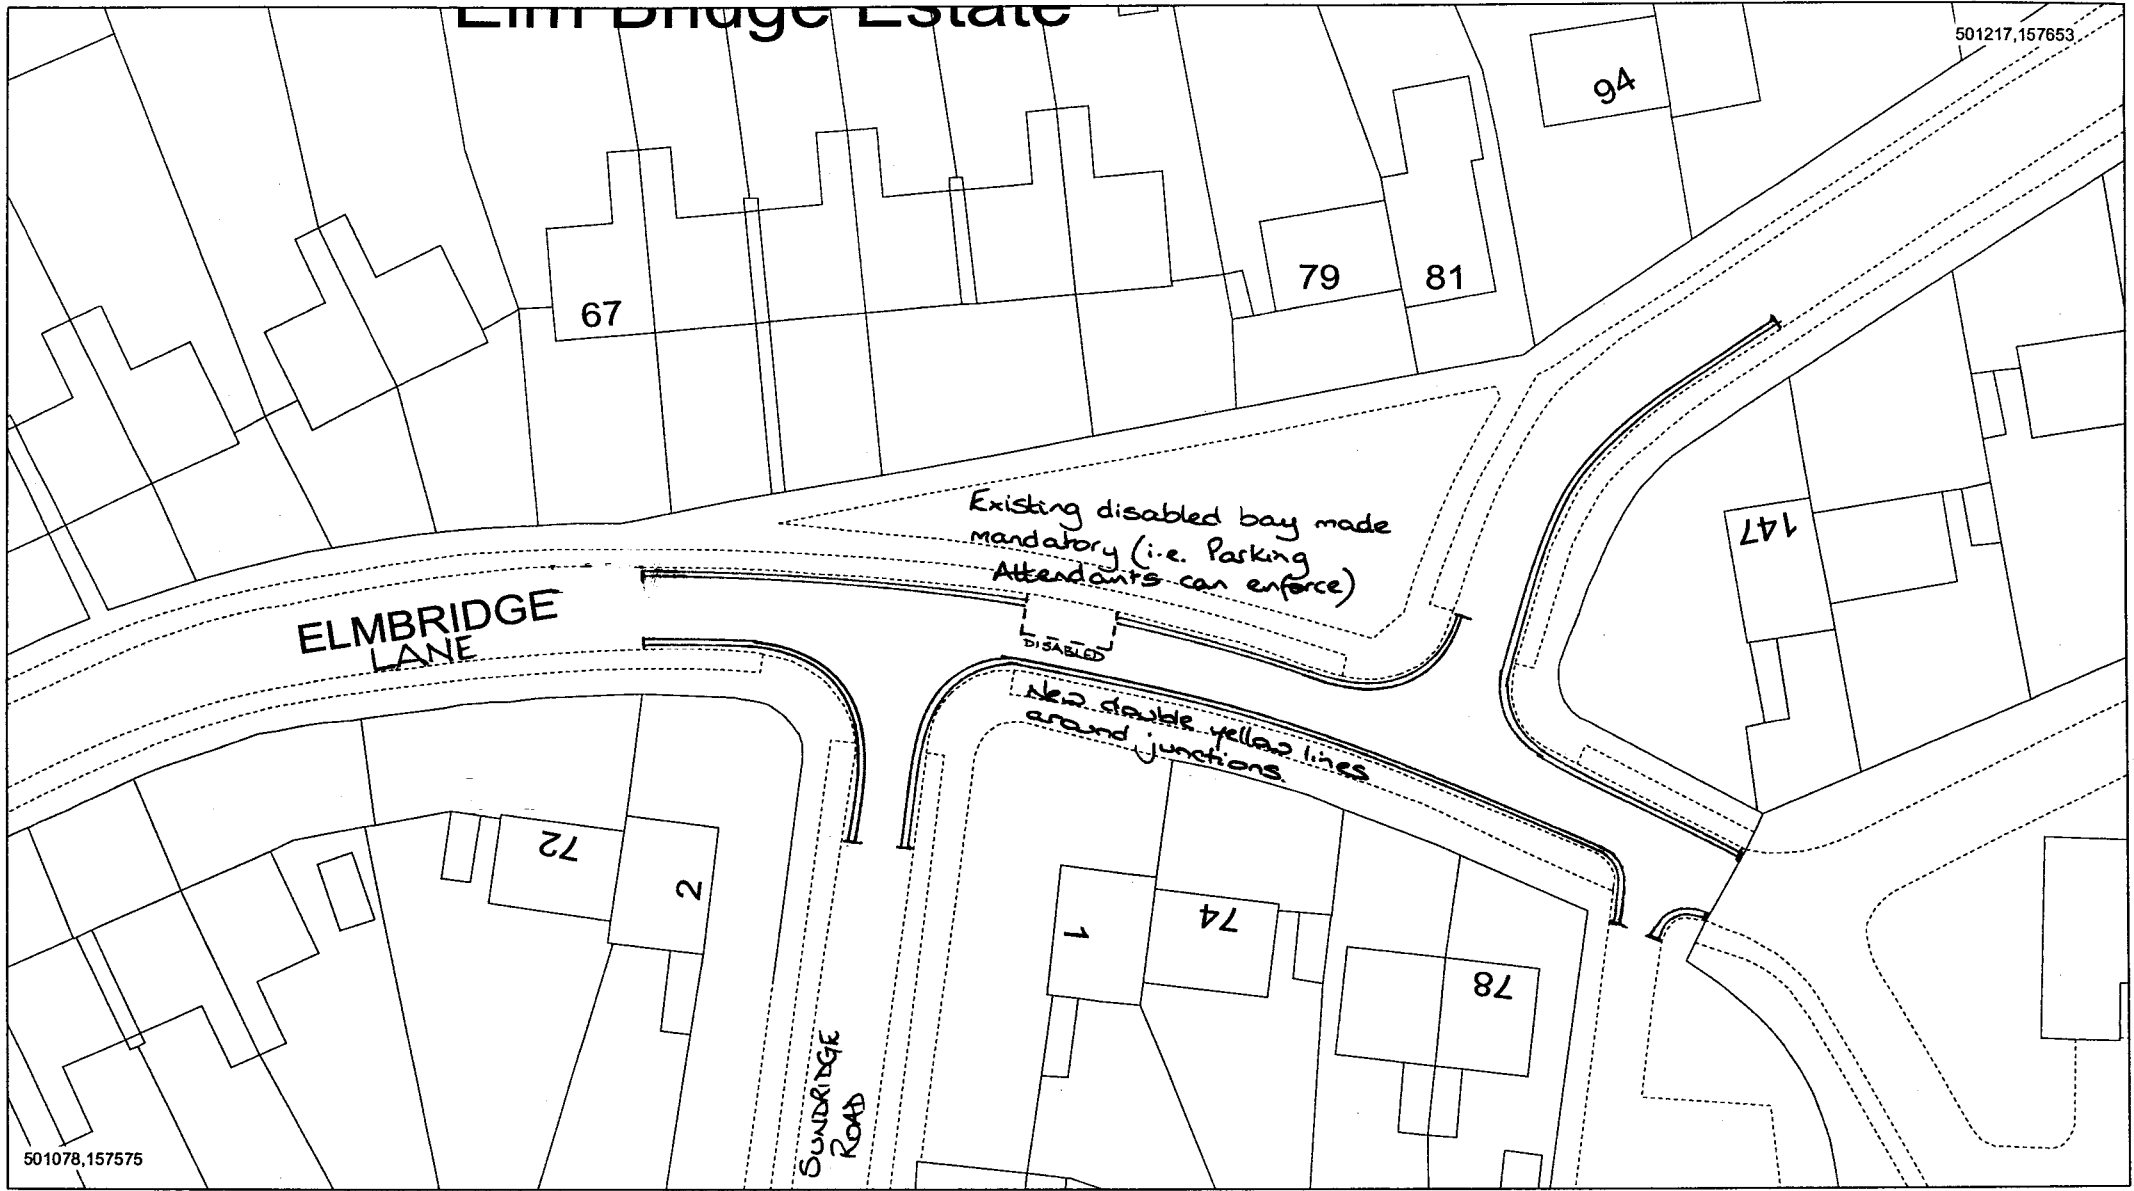 Elm Bridge Estate
501217,157653
94
79
81
67
147
Existing disabled bay made
mandatory (i.e. Parking
Attendants can enforce)
ELMBRIDGE
LANE
DISABLED
New double yellow lines
around junctions.
72
2
1
74
78
SUNDRIDGE
ROAD
501078,157575